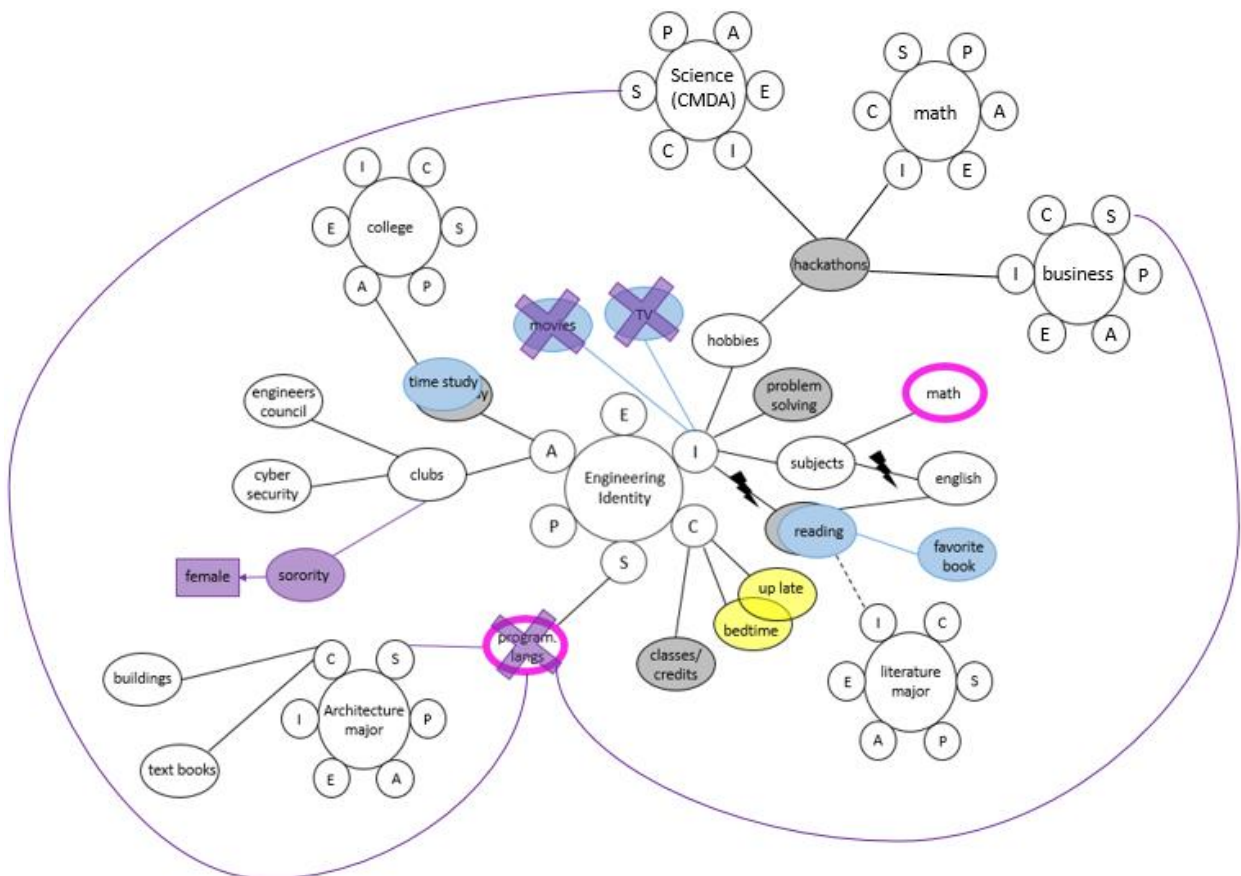 P
A
S
Science
(CMDA)
E
C
I
S
P
C
math
A
I
E
I
C
E
college
S
A
P
C
S
I
business
P
E
A
hackathons
movies
TV
hobbies
time study
y
engineers
council
problem
solving
math
E
A
I
Engineering
Identity
clubs
subjects
english
cyber
security
P
C
S
reading
favorite
book
female
sorority
up late
bedtime
program.
langs
classes/
credits
I
C
E
literature
major
S
A
P
buildings
C
S
I
Architecture
major
P
E
A
text books